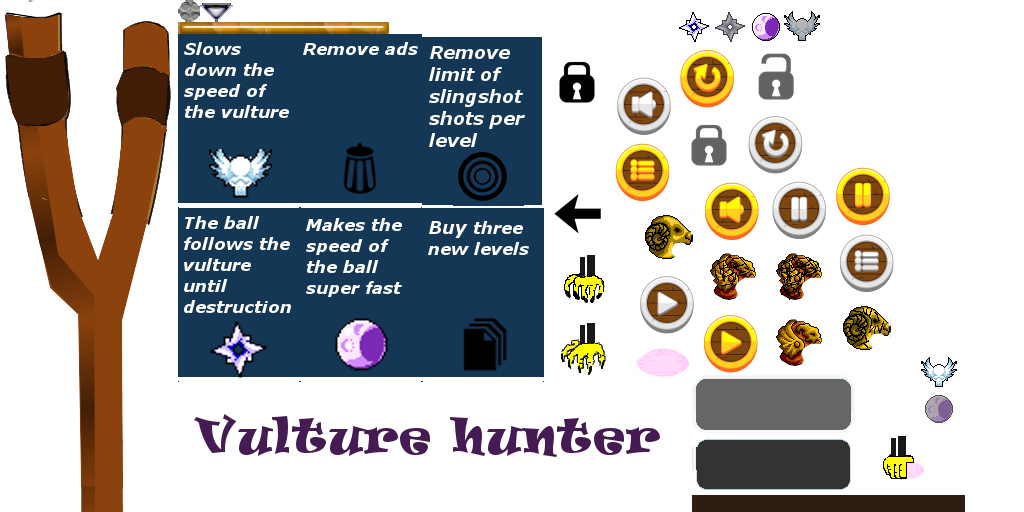 Slows
down the
speed of
the vulture
Remove ads
Remove
limit of
slingshot
shots per
level
The ball
follows the
vulture
until
destruction
Makes the
speed of
the ball
super fast
Buy three
new levels
Vulture hunter